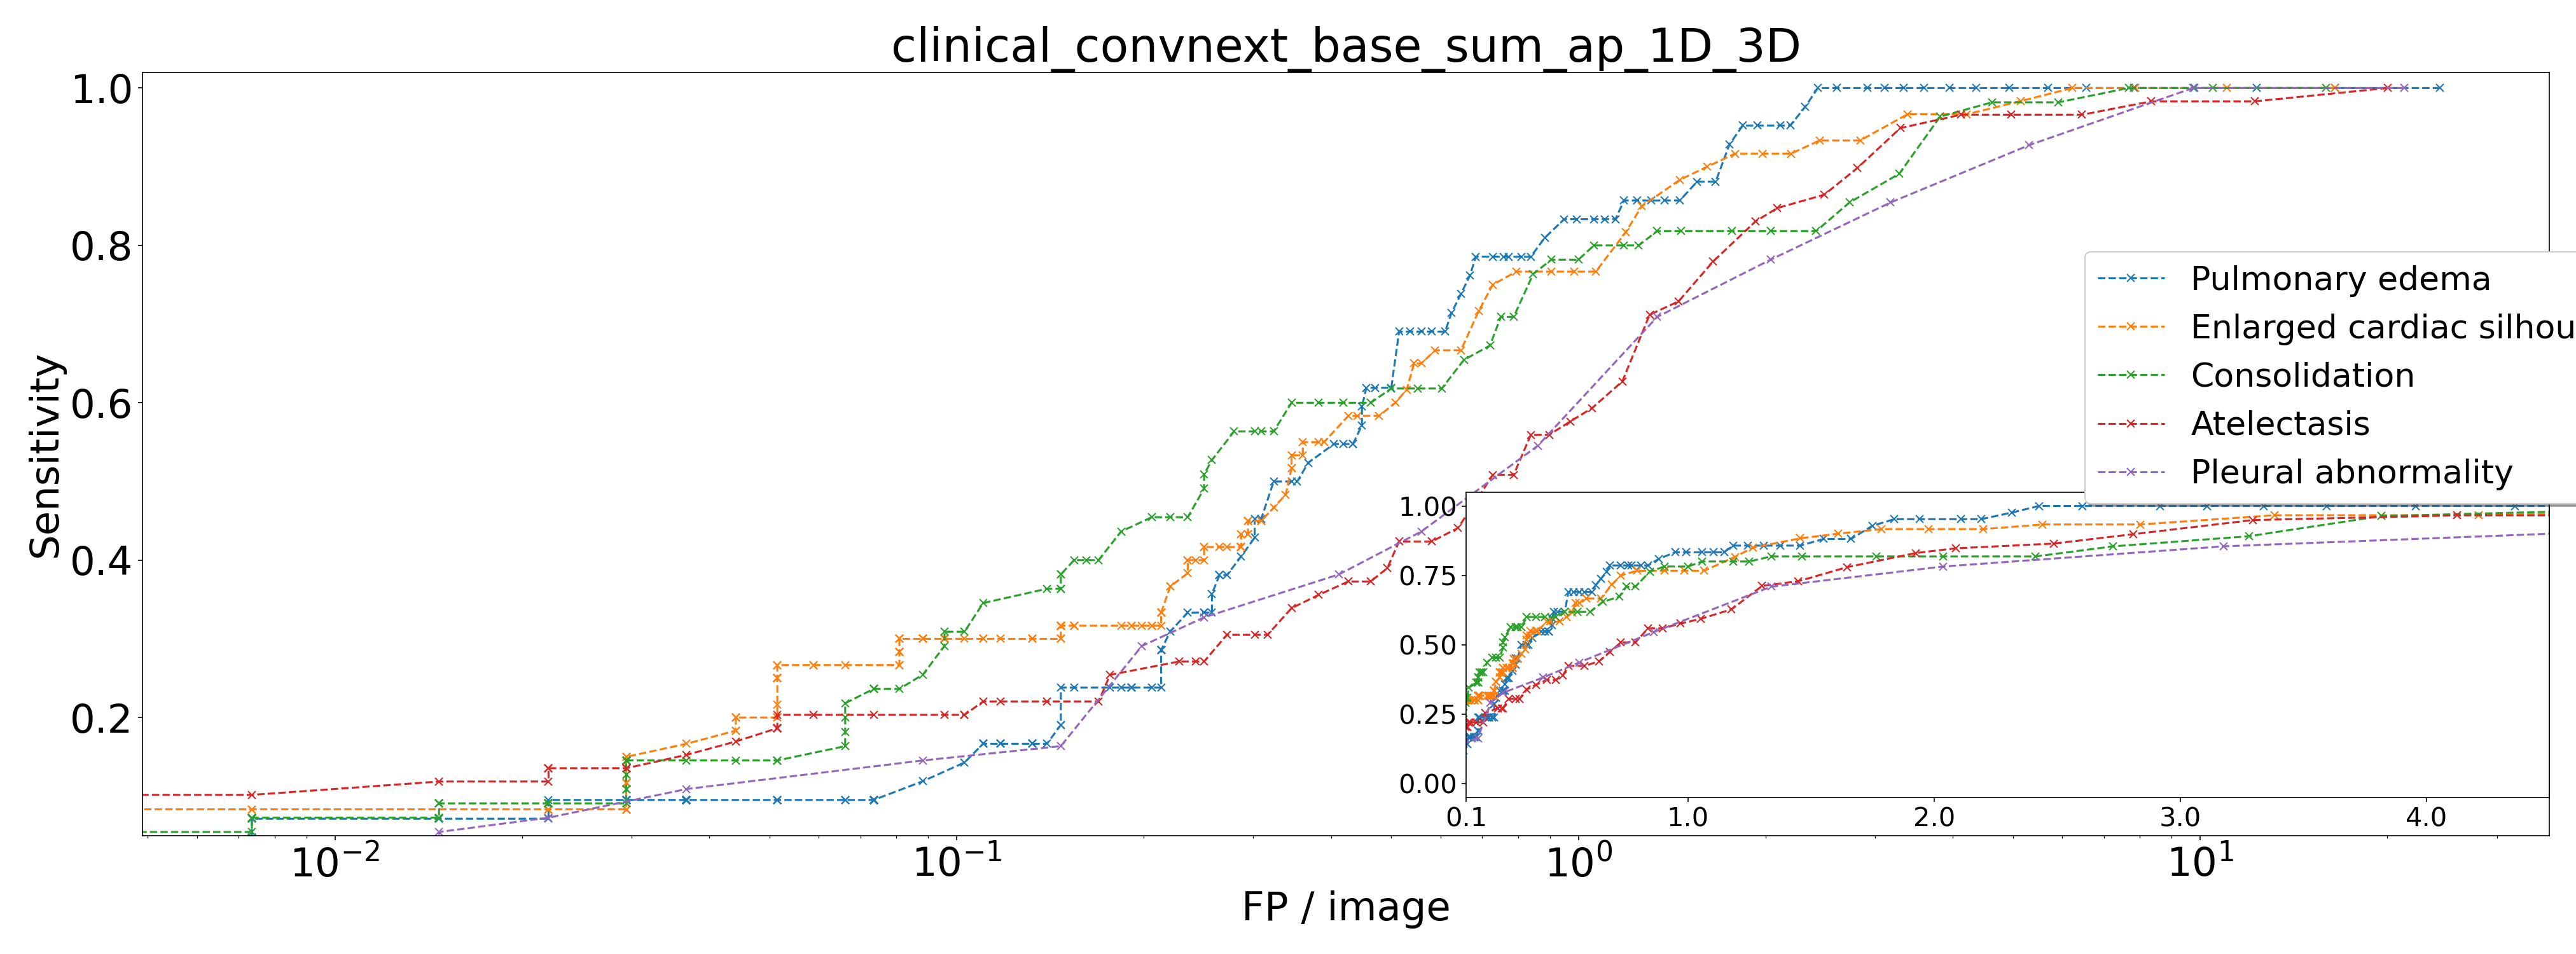 clinical_convnext_base_sum_ap_1D_3D
Sensitivity
1.0
0.8
0.6
0.4
0.2
Pulmonary edema
Enlarged cardiac silhou
Consolidation
Atelectasis
Pleural abnormality
1.00
0.75
0.50
0.25
0.00
0.1 1.0 2.0 3.0 4.0
10⁻² 10⁻¹ 10⁰ 10¹
FP / image